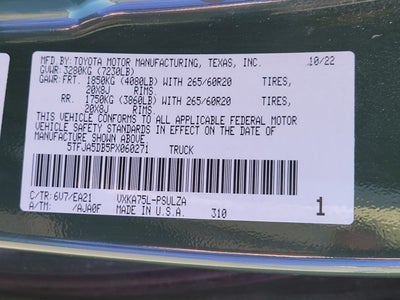 MFD.BY:TOYOTA MOTOR MANUFACTURING, TEXAS, INC. 10/22
GVWR: 3280KG (7230LB)
GAWR: FRT. 1850KG (4080LB) WITH 265/60R20 TIRES,
20X8J RIMS.
RR. 1750KG (3860LB) WITH 265/60R20 TIRES,
20X8J RIMS.
THIS VEHICLE CONFORMS TO ALL APPLICABLE FEDERAL MOTOR
VEHICLE SAFETY STANDARDS IN EFFECT ON THE DATE OF
MANUFACTURE SHOWN ABOVE.
5TFJA5DB5PX060271 TRUCK
C/TR: 6V7/EA21 VXKA75L-PSULZA
A/TM: /AJA0F MADE IN U.S.A. 310 1